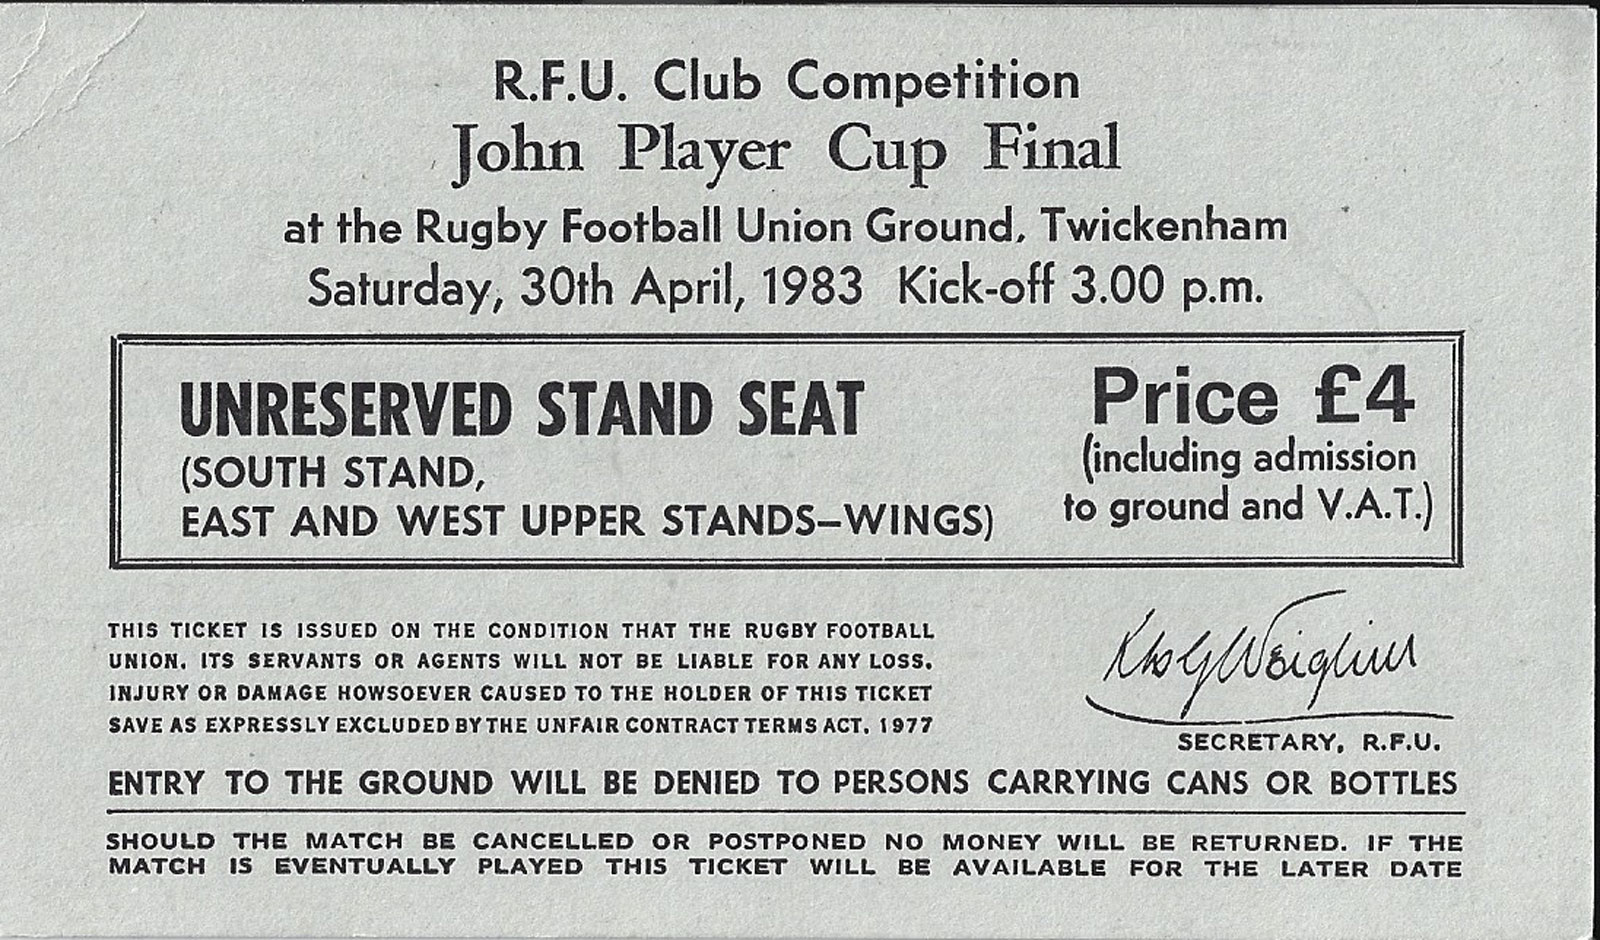 R.F.U. Club Competition
John Player Cup Final
at the Rugby Football Union Ground, Twickenham
Saturday, 30th April, 1983 Kick-off 3.00 p.m.
UNRESERVED STAND SEAT
(SOUTH STAND,
EAST AND WEST UPPER STANDS–WINGS)
Price £4
(including admission
to ground and V.A.T.)
THIS TICKET IS ISSUED ON THE CONDITION THAT THE RUGBY FOOTBALL
UNION, ITS SERVANTS OR AGENTS WILL NOT BE LIABLE FOR ANY LOSS,
INJURY OR DAMAGE HOWSOEVER CAUSED TO THE HOLDER OF THIS TICKET
SAVE AS EXPRESSLY EXCLUDED BY THE UNFAIR CONTRACT TERMS ACT, 1977
SECRETARY, R.F.U.
ENTRY TO THE GROUND WILL BE DENIED TO PERSONS CARRYING CANS OR BOTTLES
SHOULD THE MATCH BE CANCELLED OR POSTPONED NO MONEY WILL BE RETURNED. IF THE
MATCH IS EVENTUALLY PLAYED THIS TICKET WILL BE AVAILABLE FOR THE LATER DATE